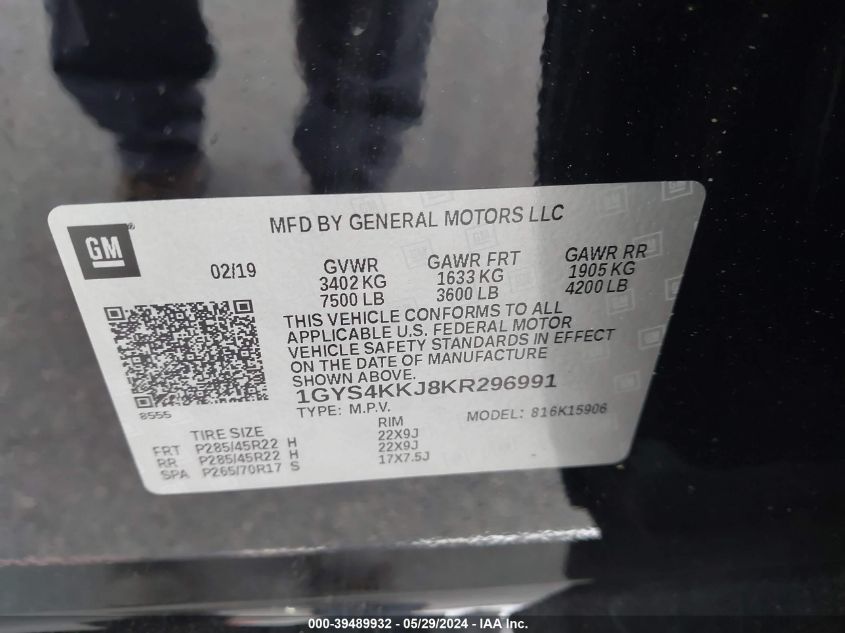 GM®
MFD BY GENERAL MOTORS LLC
02/19 GVWR GAWR FRT GAWR RR
3402 KG 1633 KG 1905 KG
7500 LB 3600 LB 4200 LB
THIS VEHICLE CONFORMS TO ALL
APPLICABLE U.S. FEDERAL MOTOR
VEHICLE SAFETY STANDARDS IN EFFECT
ON THE DATE OF MANUFACTURE
SHOWN ABOVE.
1GYS4KKJ8KR296991
8555
TYPE: M.P.V. MODEL: 816K15906
TIRE SIZE RIM
FRT P285/45R22 H 22X9J
RR P285/45R22 H 22X9J
SPA P265/70R17 S 17X7.5J
000-39489932 - 05/29/2024 - IAA Inc.